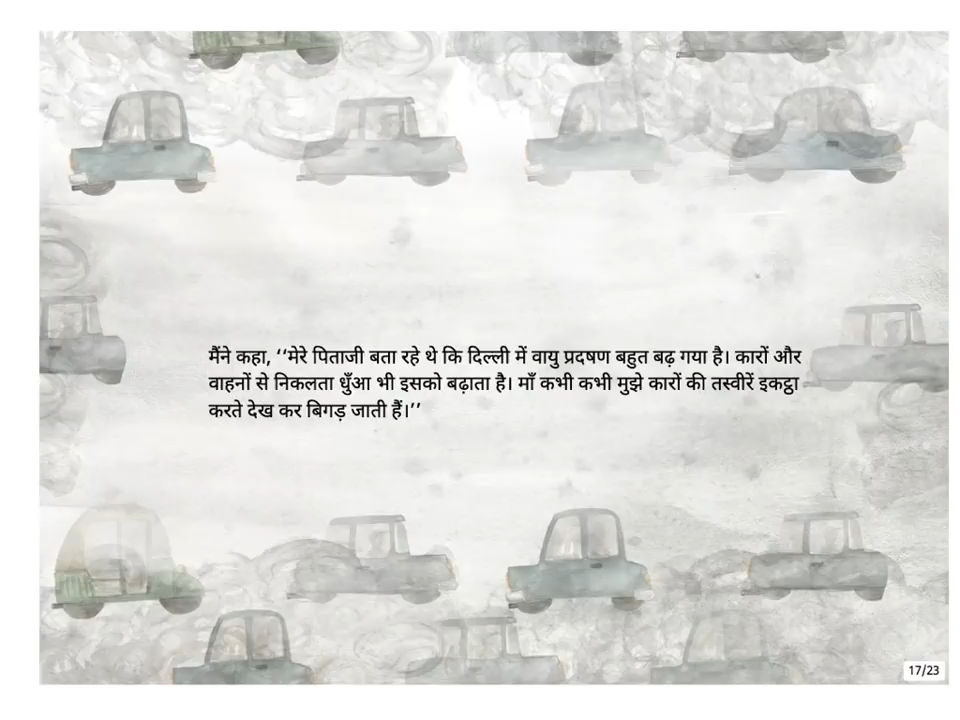 मैंने कहा, ‘‘मेरे पिताजी बता रहे थे कि दिल्ली में वायु प्रदषण बहुत बढ़ गया है। कारों और
वाहनों से निकलता धुँआ भी इसको बढ़ाता है। माँ कभी कभी मुझे कारों की तस्वीरें इकट्ठा
करते देख कर बिगड़ जाती हैं।’’
17/23